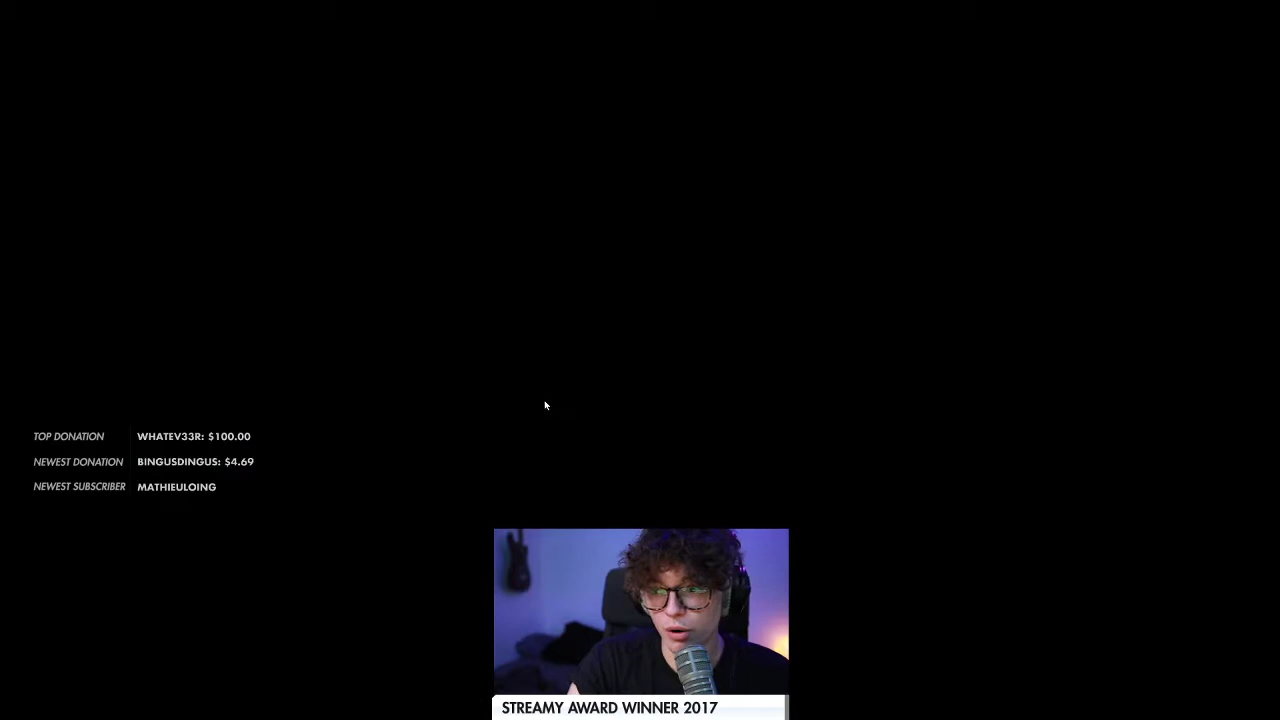 TOP DONATION WHATEV33R: $100.00
NEWEST DONATION BINGUSDINGUS: $4.69
NEWEST SUBSCRIBER MATHIEULOING
STREAMY AWARD WINNER 2017